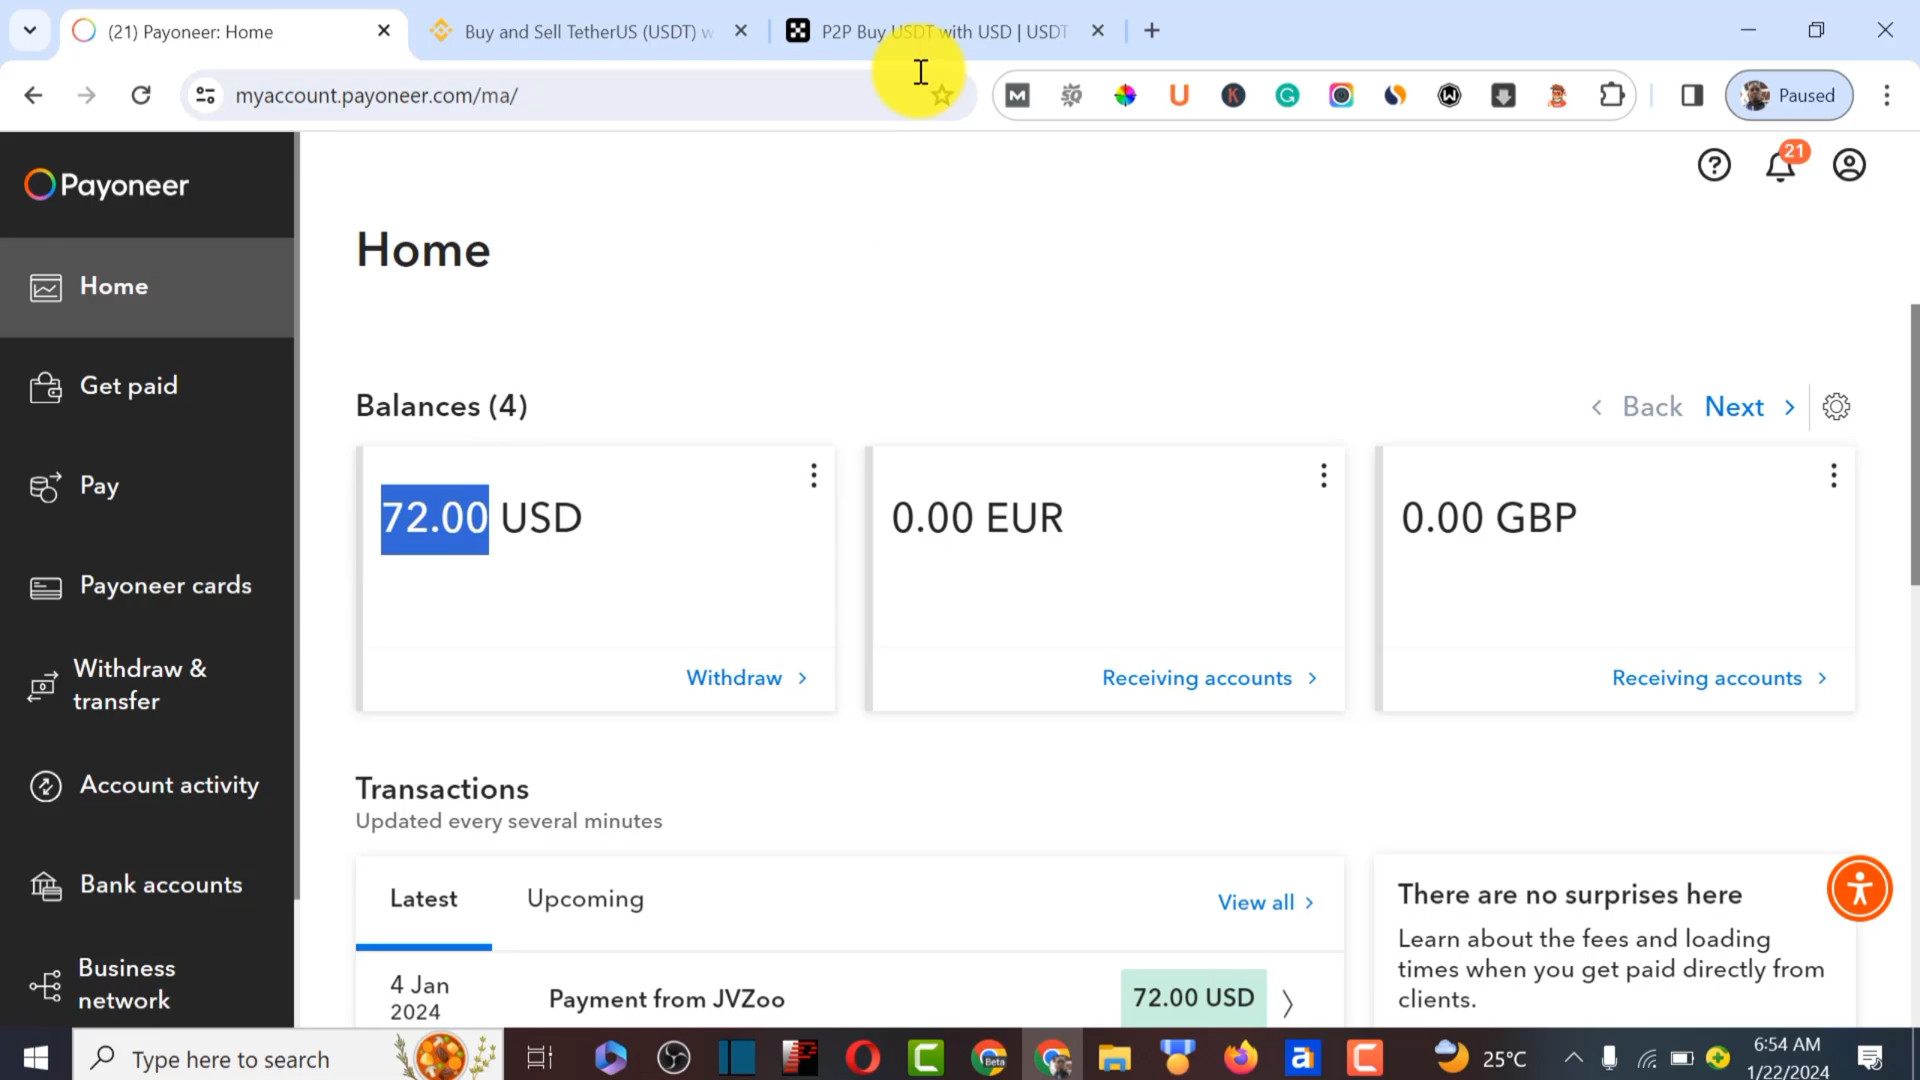 (21) Payoneer: Home
Buy and Sell TetherUS (USDT) w
P2P Buy USDT with USD | USDT
myaccount.payoneer.com/ma/
Paused
Payoneer
21
Home
Home
Get paid
Pay
Payoneer cards
Withdraw &
transfer
Account activity
Bank accounts
Business
network
Balances (4)
Back
Next
72.00 USD
Withdraw
0.00 EUR
Receiving accounts
0.00 GBP
Receiving accounts
Transactions
Updated every several minutes
Latest
Upcoming
View all
4 Jan
2024
Payment from JVZoo
72.00 USD
There are no surprises here
Learn about the fees and loading
times when you get paid directly from
clients.
Type here to search
Beta
25°C
6:54 AM
1/22/2024